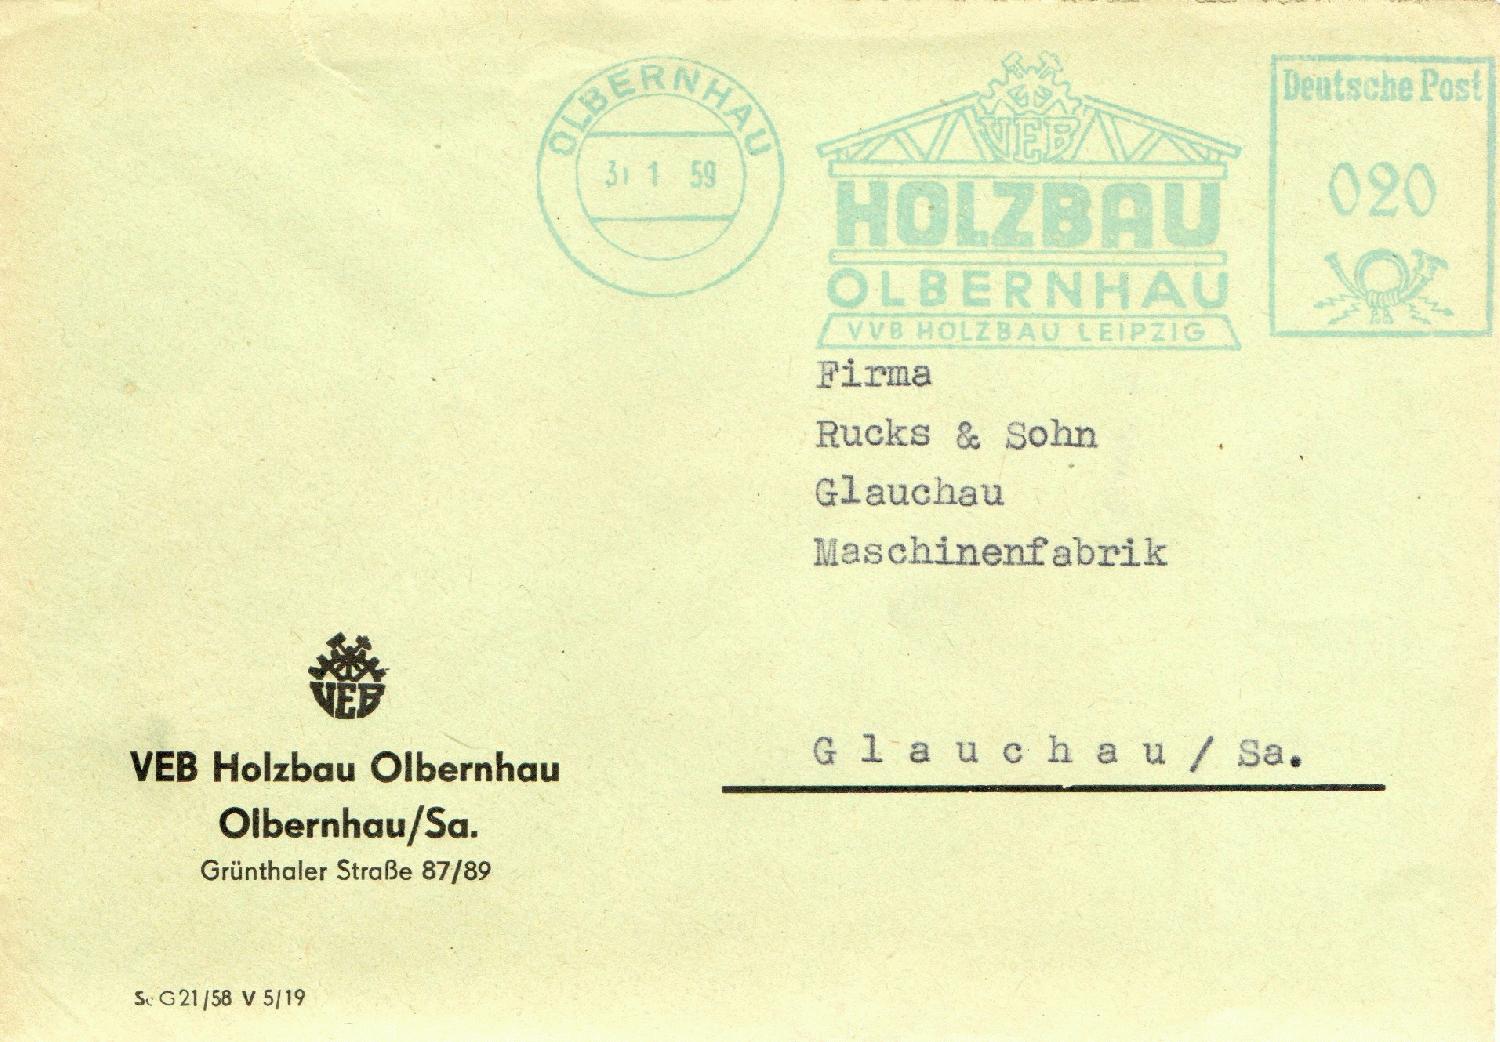 OLBERNHAU
31 1 59
VEB
HOLZBAU
OLBERNHAU
VVB HOLZBAU LEIPZIG
Deutsche Post
020
Firma
Rucks & Sohn
Glauchau
Maschinenfabrik
Glauchau/Sa.
VEB
VEB Holzbau Olbernhau
Olbernhau/Sa.
Grünthaler Straße 87/89
G21/58 V 5/19